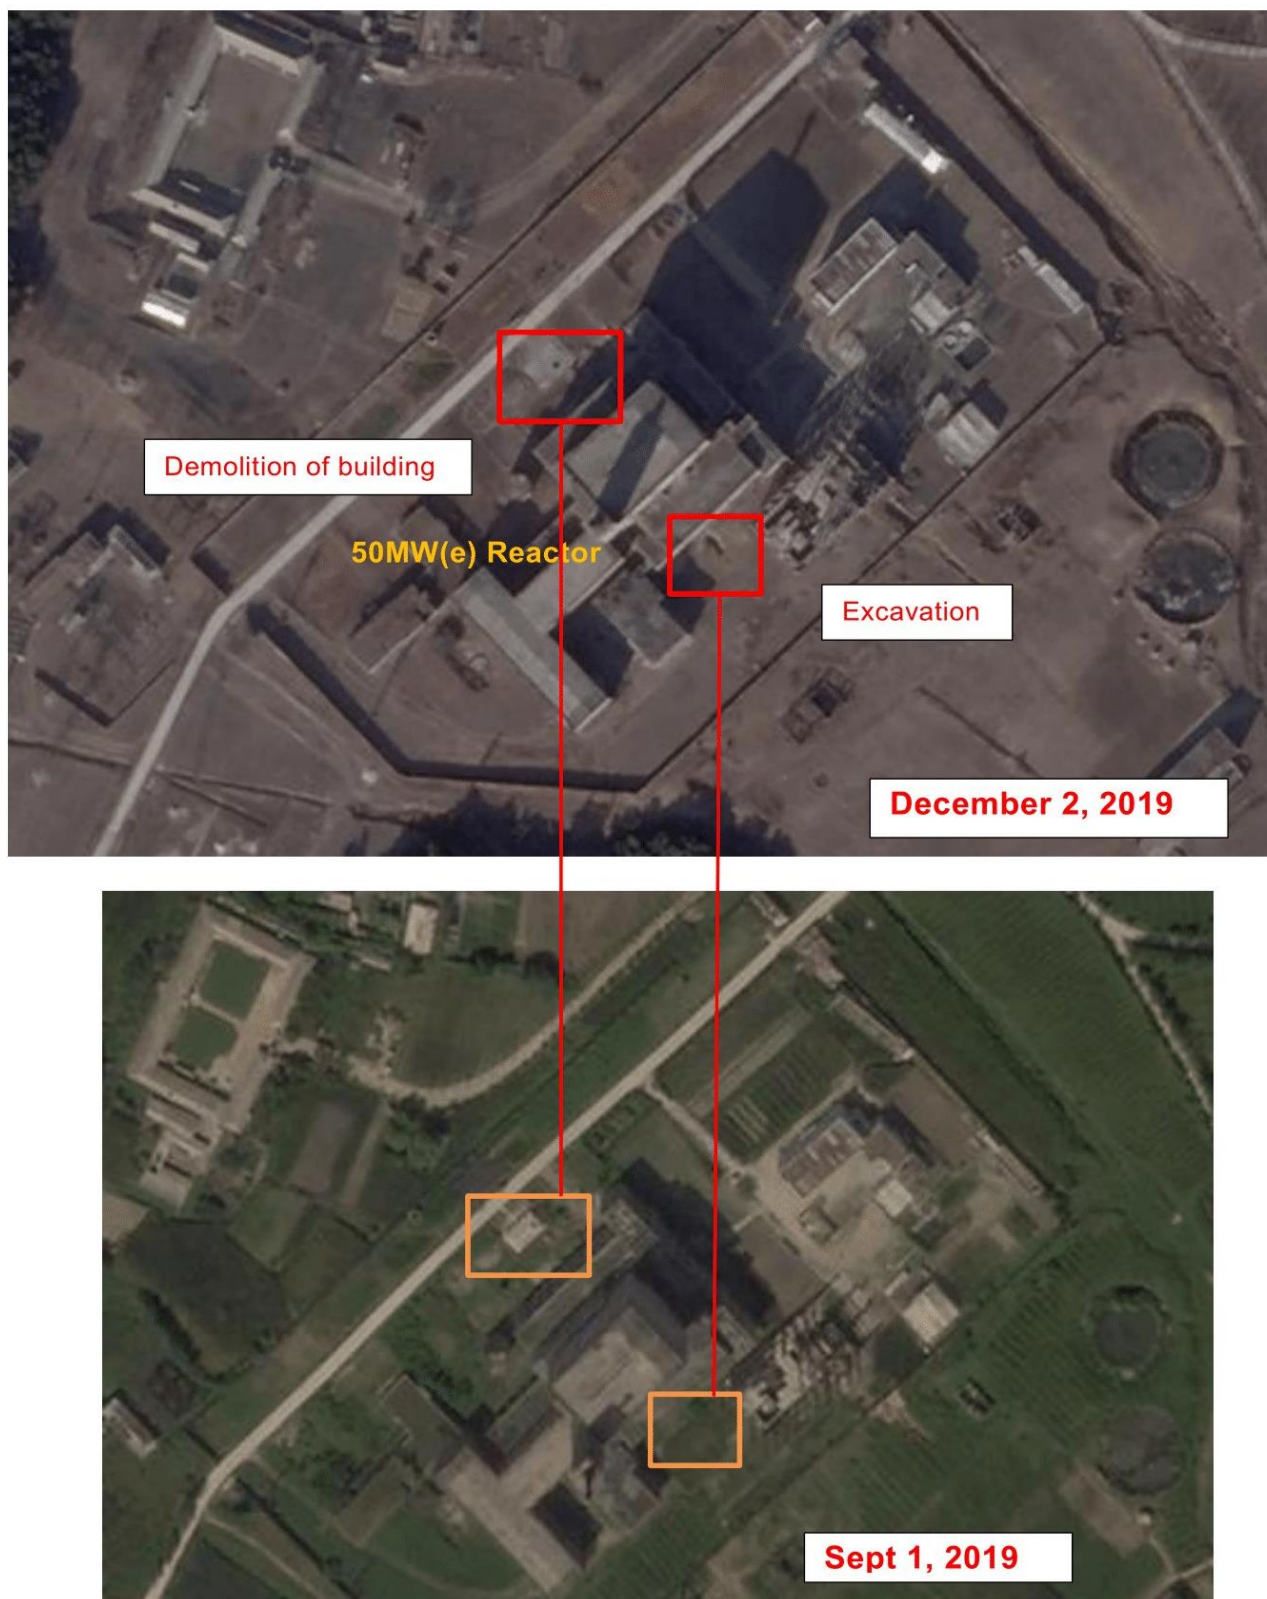 Demolition of building
50MW(e) Reactor
Excavation
December 2, 2019
Sept 1, 2019